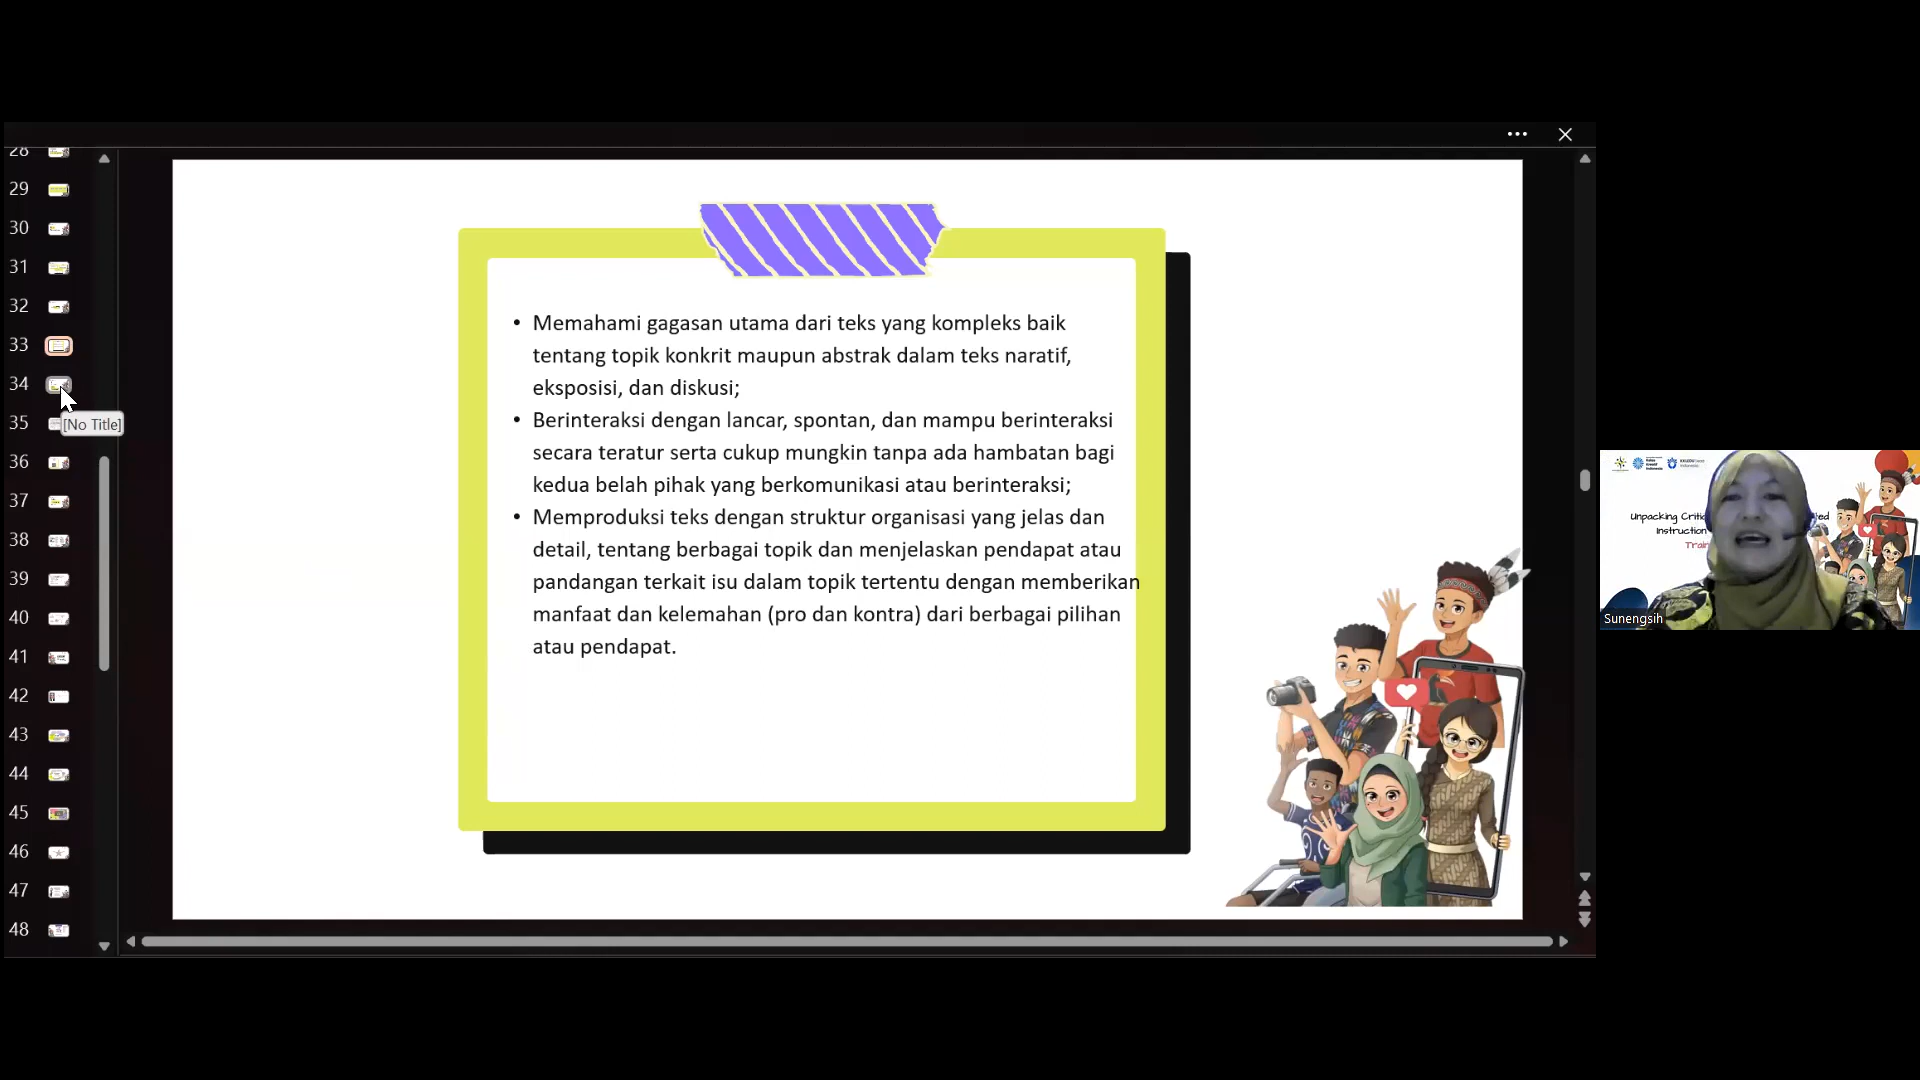 28
29
30
31
32
33
34
35
[No Title]
36
37
38
39
40
41
42
43
44
45
46
47
48
• Memahami gagasan utama dari teks yang kompleks baik
tentang topik konkrit maupun abstrak dalam teks naratif,
eksposisi, dan diskusi;
• Berinteraksi dengan lancar, spontan, dan mampu berinteraksi
secara teratur serta cukup mungkin tanpa ada hambatan bagi
kedua belah pihak yang berkomunikasi atau berinteraksi;
• Memproduksi teks dengan struktur organisasi yang jelas dan
detail, tentang berbagai topik dan menjelaskan pendapat atau
pandangan terkait isu dalam topik tertentu dengan memberikan
manfaat dan kelemahan (pro dan kontra) dari berbagai pilihan
atau pendapat.
Unpacking
Instruction
Sunengsih